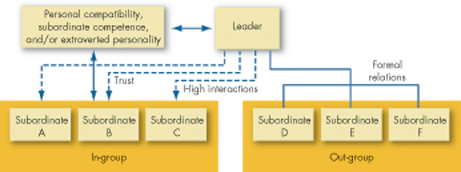 Personal compatibility,
subordinate competence,
and/or extraverted personality
Leader
Trust
High interactions
Formal
relations
Subordinate
A
Subordinate
B
Subordinate
C
In-group
Subordinate
D
Subordinate
E
Subordinate
F
Out-group